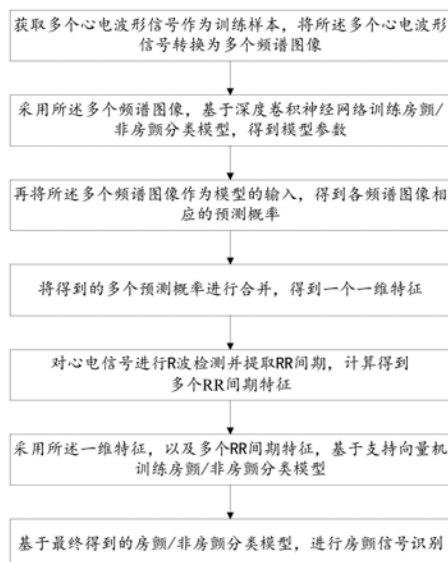 获取多个心电波形信号作为训练样本，将所述多个心电波形
信号转换为多个频谱图像
采用所述多个频谱图像，基于深度卷积神经网络训练房颤/
非房颤分类模型，得到模型参数
再将所述多个频谱图像作为模型的输入，得到各频谱图像相
应的预测概率
将得到的多个预测概率进行合并，得到一个一维特征
对心电信号进行R波检测并提取RR间期，计算得到
多个RR间期特征
采用所述一维特征，以及多个RR间期特征，基于支持向量机
训练房颤/非房颤分类模型
基于最终得到的房颤/非房颤分类模型，进行房颤信号识别